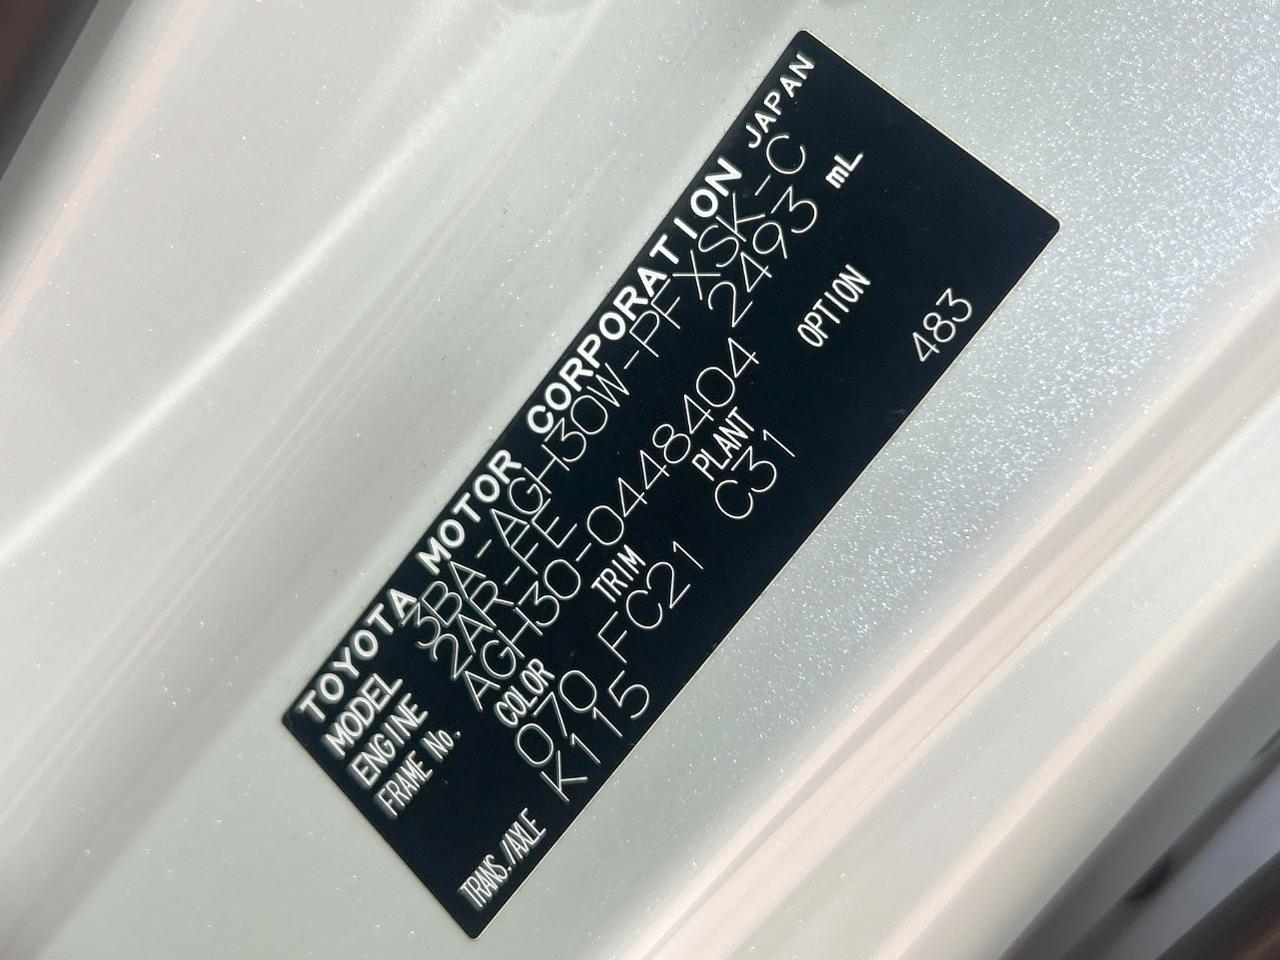 TOYOTA MOTOR CORPORATION JAPAN
MODEL 3BA-AGH30W-PFXSK-C
ENGINE 2AR-FE 2493 mL
FRAME No. AGH30-0448404
COLOR TRIM PLANT OPTION
070 FC21 C31 483
TRANS./AXLE K115